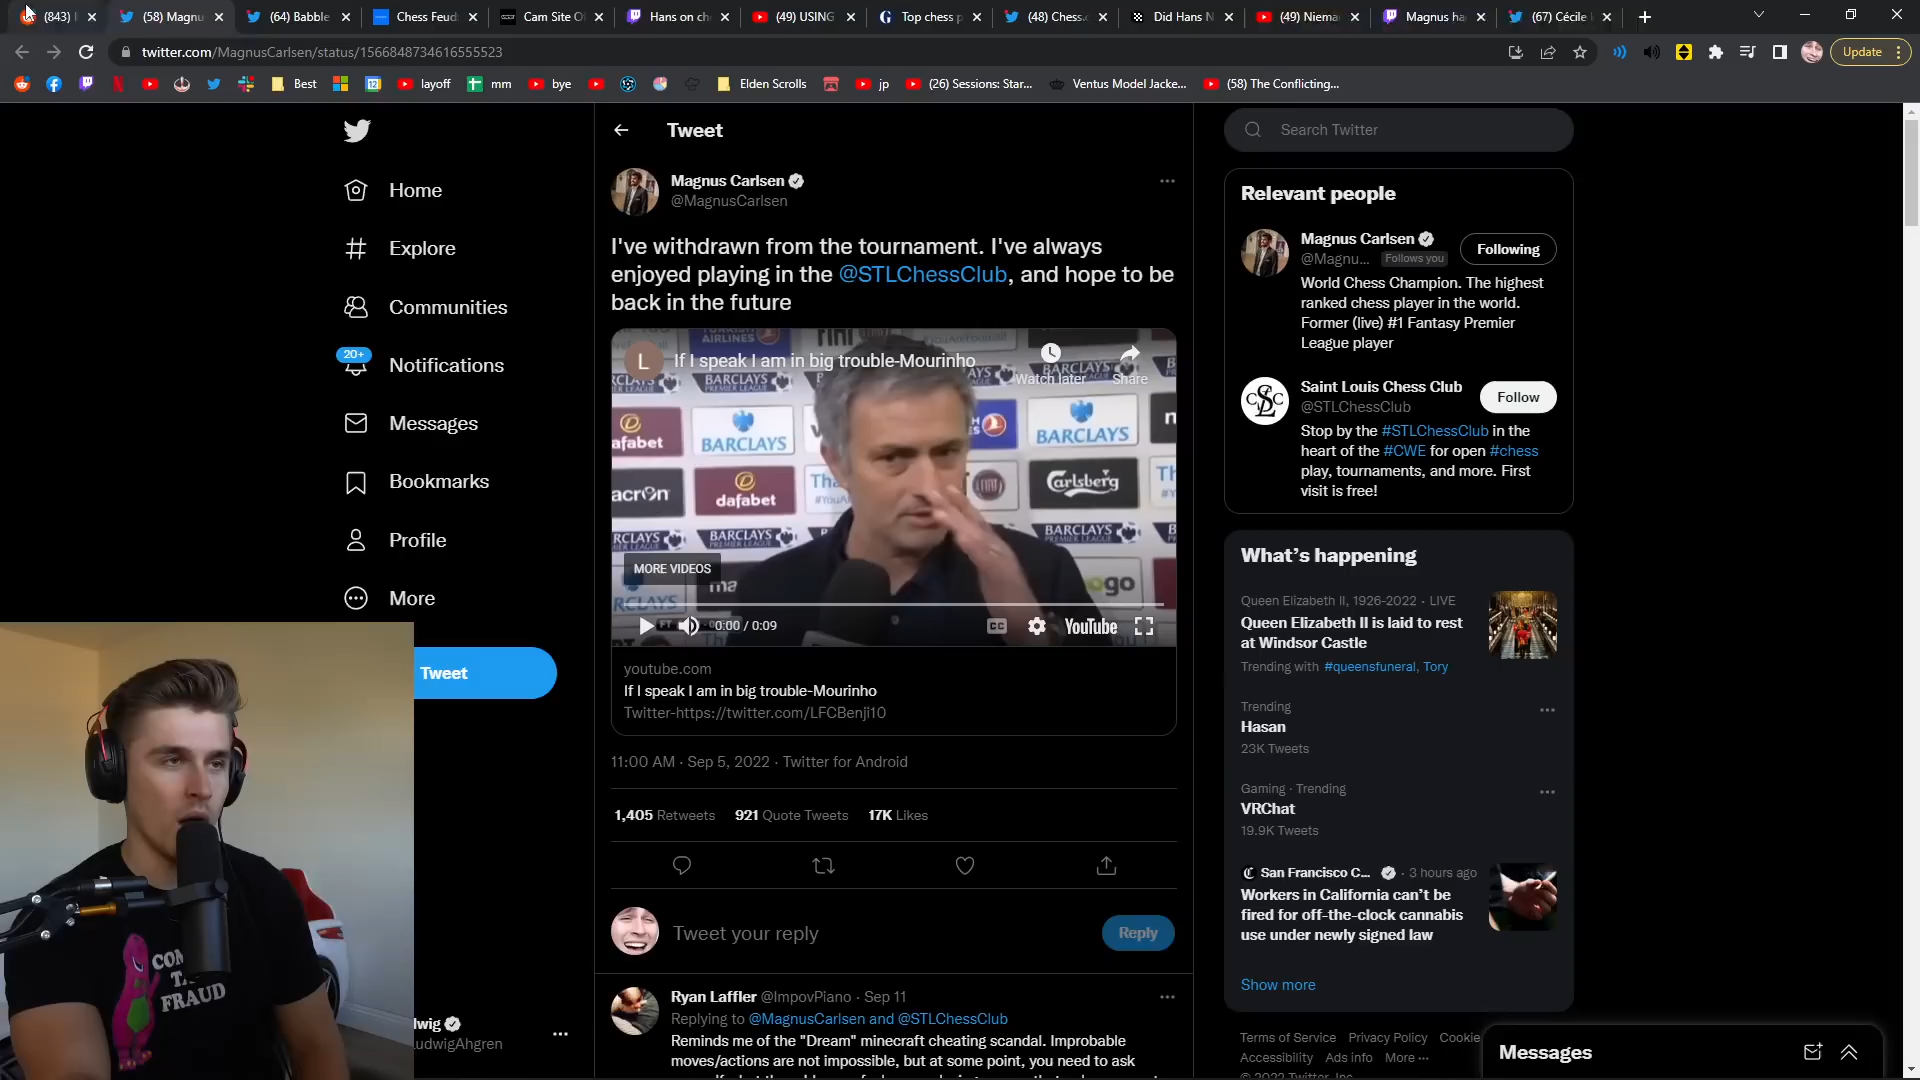 (843) I
(58) Magnu
(64) Babble
Chess Feud
Cam Site O
Hans on ch
(49) USING
Top chess p
(48) Chess.c
Did Hans N
(49) Niema
Magnus ha
(67) Cécile
twitter.com/MagnusCarlsen/status/1566848734616555523
Update
Best
layoff
mm
bye
Elden Scrolls
jp
(26) Sessions: Star...
Ventus Model Jacke...
(58) The Conflicting...
Home
Explore
Communities
20+
Notifications
Messages
Bookmarks
Profile
More
Tweet
lwig
udwigAhgren
Tweet
Magnus Carlsen
@MagnusCarlsen
I've withdrawn from the tournament. I've always
enjoyed playing in the @STLChessClub, and hope to be
back in the future
L
If I speak I am in big trouble-Mourinho
Watch later
Share
TURKISH
AIRLINES
BARCLAYS
afabet
BARCLAYS
BARCLAYS
acron
dafabet
Carlsberg
BARCLAYS
MORE VIDEOS
0:00 / 0:09
CC
YouTube
youtube.com
If I speak I am in big trouble-Mourinho
Twitter-https://twitter.com/LFCBenji10
11:00 AM · Sep 5, 2022 · Twitter for Android
1,405 Retweets 921 Quote Tweets 17K Likes
Tweet your reply
Reply
Ryan Laffler @ImpovPiano · Sep 11
Replying to @MagnusCarlsen and @STLChessClub
Reminds me of the "Dream" minecraft cheating scandal. Improbable
moves/actions are not impossible, but at some point, you need to ask
Search Twitter
Relevant people
Magnus Carlsen
@Magnu... Follows you
Following
World Chess Champion. The highest
ranked chess player in the world.
Former (live) #1 Fantasy Premier
League player
CSLC
Saint Louis Chess Club
@STLChessClub
Follow
Stop by the #STLChessClub in the
heart of the #CWE for open #chess
play, tournaments, and more. First
visit is free!
What's happening
Queen Elizabeth II, 1926-2022 · LIVE
Queen Elizabeth II is laid to rest
at Windsor Castle
Trending with #queensfuneral, Tory
Trending
Hasan
23K Tweets
Gaming · Trending
VRChat
19.9K Tweets
San Francisco C... · 3 hours ago
Workers in California can't be
fired for off-the-clock cannabis
use under newly signed law
Show more
Terms of Service Privacy Policy Cookie
Accessibility Ads info More ···
© 2022 Twitter, Inc.
Messages
FRAUD